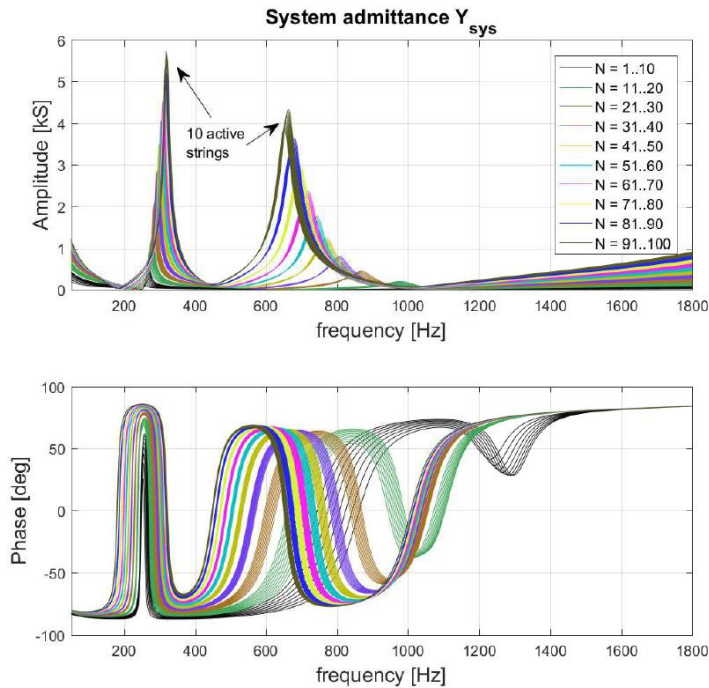 System admittance Y_sys
6
5
4
3
2
1
0
Amplitude [kS]
10 active
strings
N = 1..10
N = 11..20
N = 21..30
N = 31..40
N = 41..50
N = 51..60
N = 61..70
N = 71..80
N = 81..90
N = 91..100
200 400 600 800 1000 1200 1400 1600 1800
frequency [Hz]
100
50
0
-50
-100
Phase [deg]
200 400 600 800 1000 1200 1400 1600 1800
frequency [Hz]